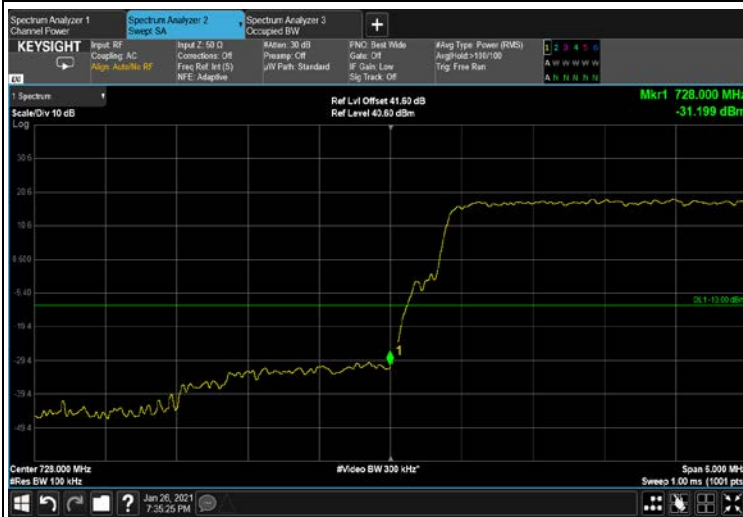 Spectrum Analyzer 1
Channel Power
Spectrum Analyzer 2
Swept SA
Spectrum Analyzer 3
Occupied BW
+
KEYSIGHT
Input: RF
Coupling: AC
Align: Auto/No RF
Input Z: 50 Ω
Corrections: Off
Freq Ref: Int (S)
NFE: Adaptive
#Atten: 30 dB
Preamp: Off
µW Path: Standard
PNO: Best Wide
Gate: Off
IF Gain: Low
Sig Track: Off
#Avg Type: Power (RMS)
Avg|Hold:>100/100
Trig: Free Run
1 2 3 4 5 6
A W W W W W
A N N N N N
1 Spectrum
Scale/Div 10 dB
Log
Ref Lvl Offset 41.60 dB
Ref Level 40.60 dBm
Mkr1 728.000 MHz
-31.199 dBm
30.6
20.6
10.6
0.600
-5.40
DL1 -13.00 dBm
-19.4
1
-29.4
-39.4
-49.4
Center 728.000 MHz
#Res BW 100 kHz
#Video BW 300 kHz*
Span 6.000 MHz
Sweep 1.00 ms (1001 pts)
?
Jan 26, 2021
7:35:25 PM